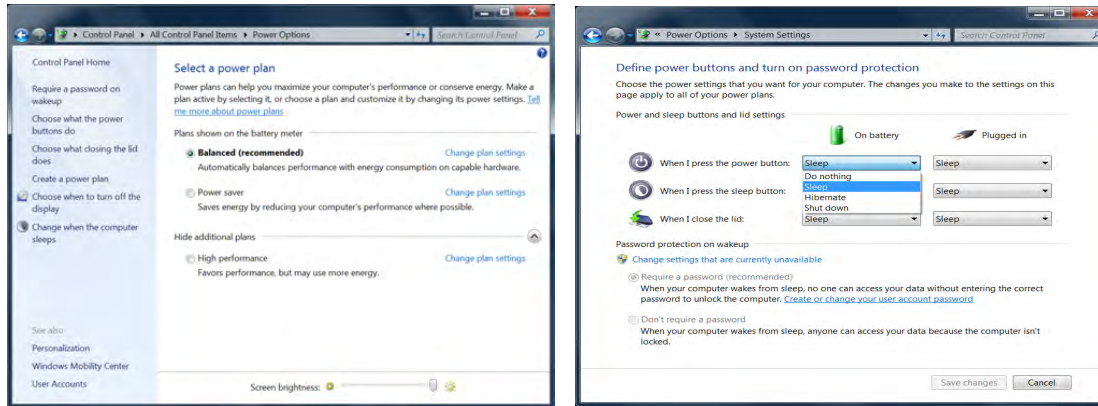 Control Panel ▸ All Control Panel Items ▸ Power Options
Search Control Panel
Control Panel Home
Require a password on
wakeup
Choose what the power
buttons do
Choose what closing the lid
does
Create a power plan
Choose when to turn off the
display
Change when the computer
sleeps
See also
Personalization
Windows Mobility Center
User Accounts
Select a power plan
Power plans can help you maximize your computer's performance or conserve energy. Make a
plan active by selecting it, or choose a plan and customize it by changing its power settings. Tell
me more about power plans
Plans shown on the battery meter
Balanced (recommended) Change plan settings
Automatically balances performance with energy consumption on capable hardware.
Power saver Change plan settings
Saves energy by reducing your computer's performance where possible.
Hide additional plans
High performance Change plan settings
Favors performance, but may use more energy.
Screen brightness:
« Power Options ▸ System Settings
Search Control Panel
Define power buttons and turn on password protection
Choose the power settings that you want for your computer. The changes you make to the settings on this
page apply to all of your power plans.
Power and sleep buttons and lid settings
On battery Plugged in
When I press the power button: Sleep Sleep
Do nothing
When I press the sleep button: Sleep Sleep
Hibernate
Shut down
When I close the lid: Sleep Sleep
Password protection on wakeup
Change settings that are currently unavailable
Require a password (recommended)
When your computer wakes from sleep, no one can access your data without entering the correct
password to unlock the computer. Create or change your user account password
Don't require a password
When your computer wakes from sleep, anyone can access your data because the computer isn't
locked.
Save changes Cancel